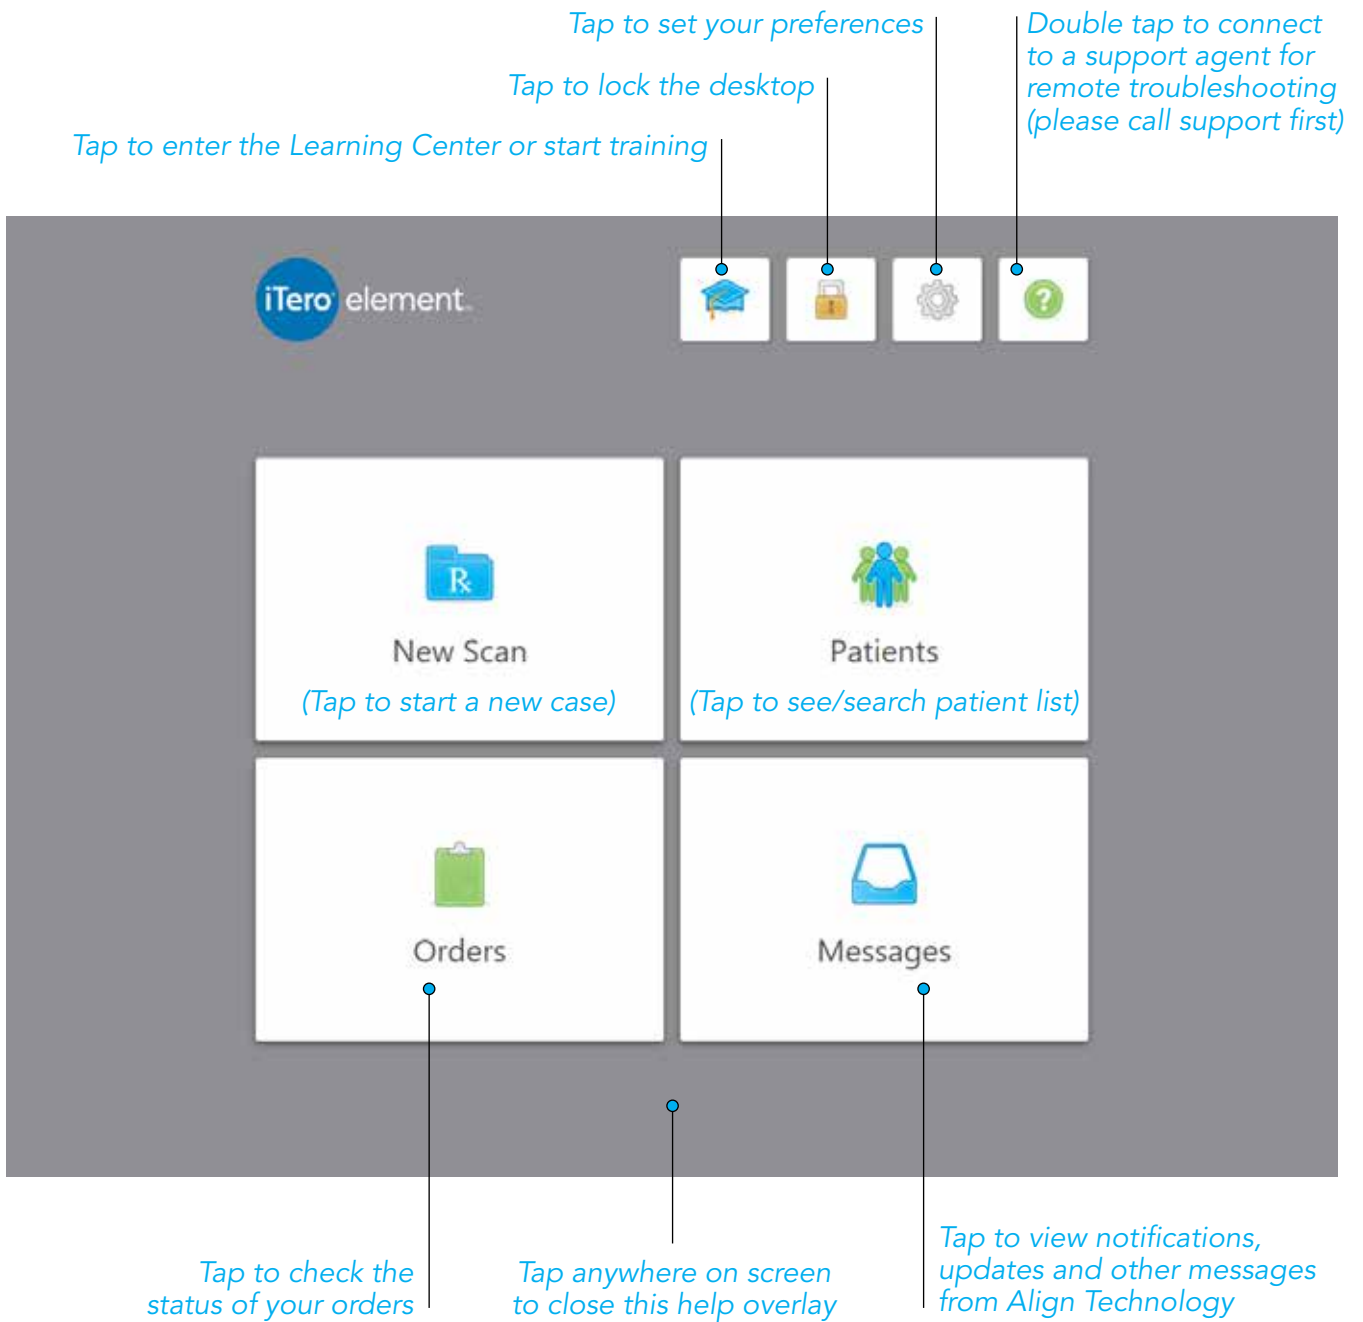 Tap to set your preferences
Double tap to connect
to a support agent for
remote troubleshooting
(please call support first)
Tap to lock the desktop
Tap to enter the Learning Center or start training
iTero element™
?
R
New Scan
(Tap to start a new case)
Patients
(Tap to see/search patient list)
Orders
Messages
Tap to check the
status of your orders
Tap anywhere on screen
to close this help overlay
Tap to view notifications,
updates and other messages
from Align Technology